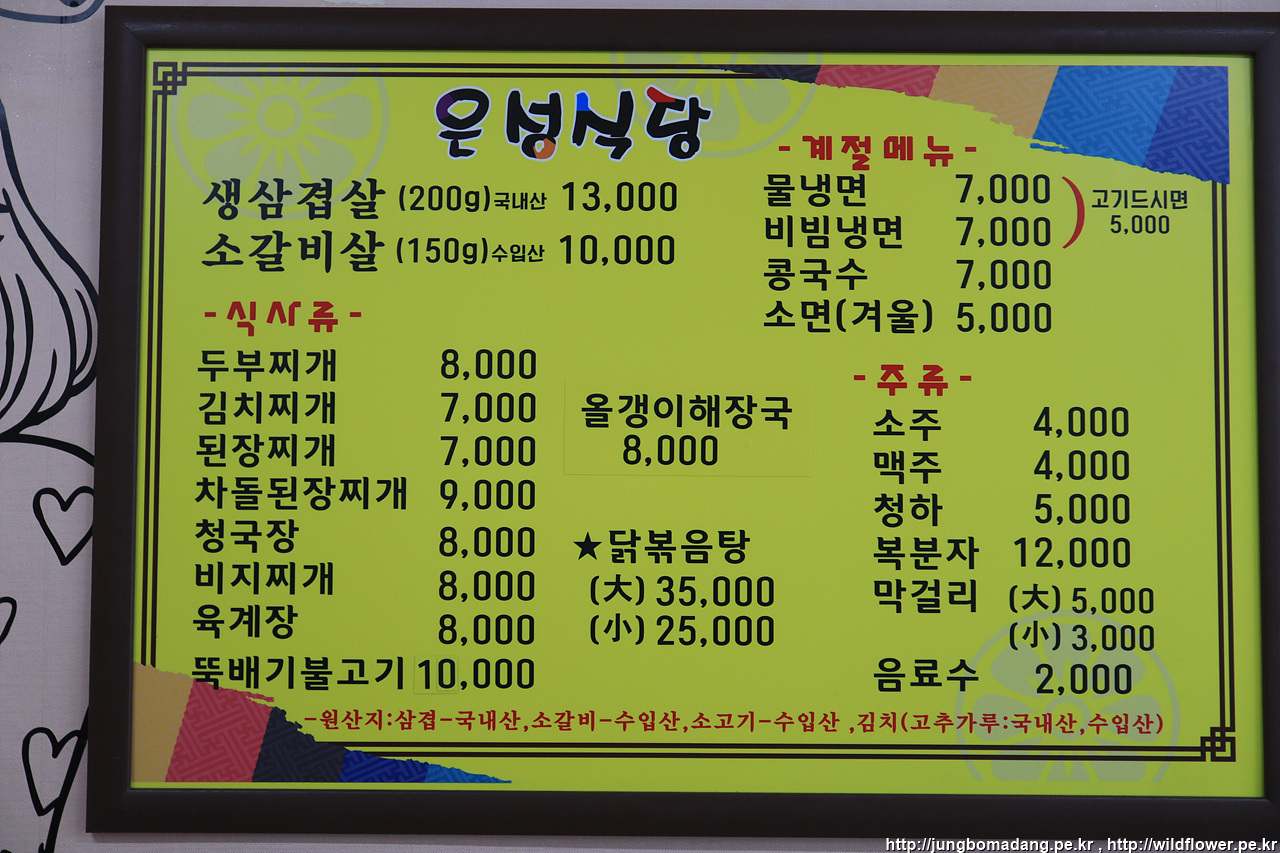 은성식당
생삼겹살 (200g)국내산 13,000
소갈비살 (150g)수입산 10,000
-식사류-
두부찌개 8,000
김치찌개 7,000
된장찌개 7,000
차돌된장찌개 9,000
청국장 8,000
비지찌개 8,000
육계장 8,000
뚝배기불고기 10,000
올갱이해장국
8,000
★닭볶음탕
(大) 35,000
(小) 25,000
-계절메뉴-
물냉면 7,000
비빔냉면 7,000
) 고기드시면
5,000
콩국수 7,000
소면(겨울) 5,000
-주류-
소주 4,000
맥주 4,000
청하 5,000
복분자 12,000
막걸리 (大) 5,000
(小) 3,000
음료수 2,000
-원산지:삼겹-국내산,소갈비-수입산,소고기-수입산 ,김치(고추가루:국내산,수입산)
http://jungbomadang.pe.kr , http://wildflower.pe.kr